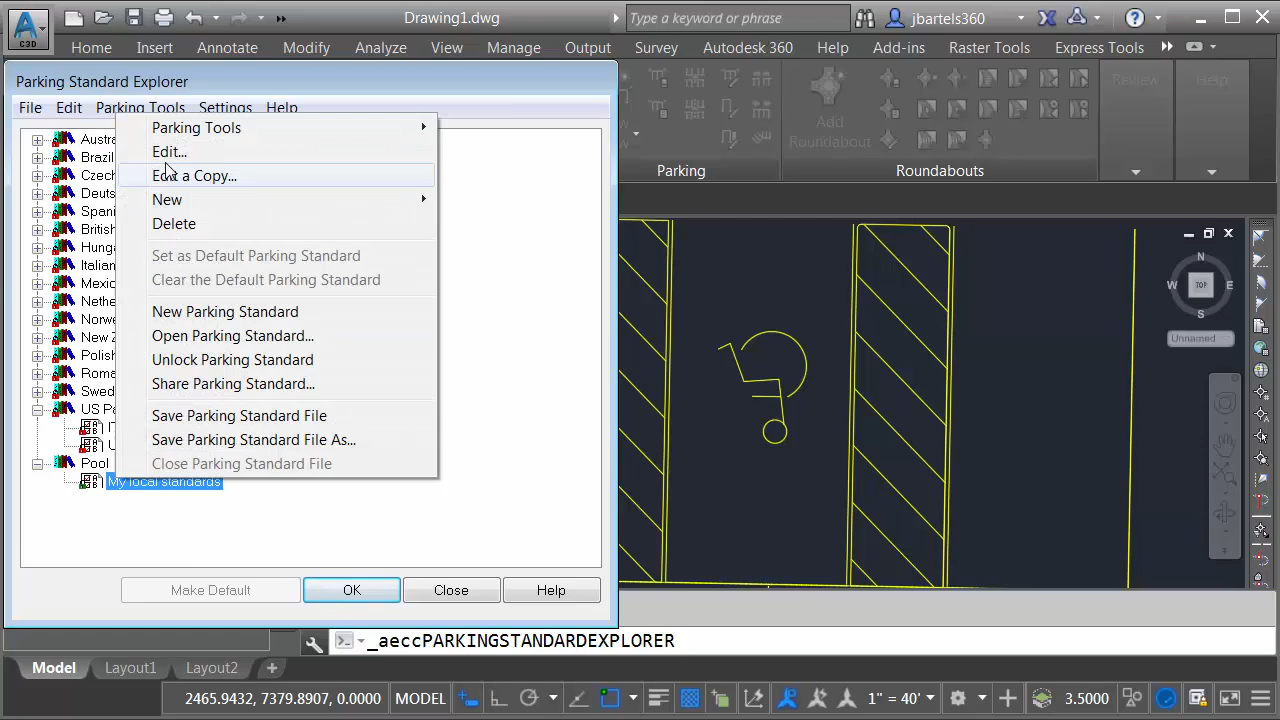 Drawing1.dwg
Type a keyword or phrase
jbartels360
A
C3D
Home Insert Annotate Modify Analyze View Manage Output Survey Autodesk 360 Help Add-ins Raster Tools Express Tools
Parking Standard Explorer
File Edit Parking Tools Settings Help
Parking Tools
Edit...
Edit a Copy...
New
Delete
Set as Default Parking Standard
Clear the Default Parking Standard
New Parking Standard
Open Parking Standard...
Unlock Parking Standard
Share Parking Standard...
Save Parking Standard File
Save Parking Standard File As...
Close Parking Standard File
Austra
Brazil
Czech
Deuts
Spani
British
Hunga
Italian
Mexic
Nethe
Norwe
New Z
Polish
Roma
Swed
US Pa
IT
U
Pool
My local standards
Make Default OK Close Help
Add
Roundabout
Review
Help
Parking
Roundabouts
N
W TOP E
S
Unnamed
_aeccPARKINGSTANDARDEXPLORER
Model Layout1 Layout2
2465.9432, 7379.8907, 0.0000 MODEL 1" = 40' 3.5000